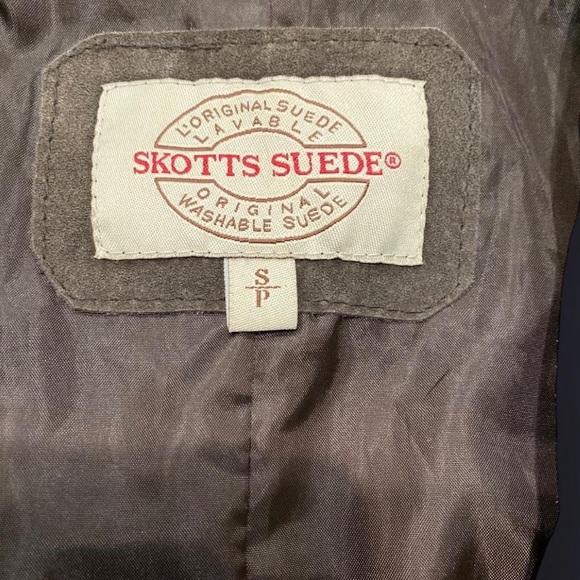 L'ORIGINAL SUEDE
LAVABLE
SKOTTS SUEDE®
ORIGINAL
WASHABLE SUEDE
S
P